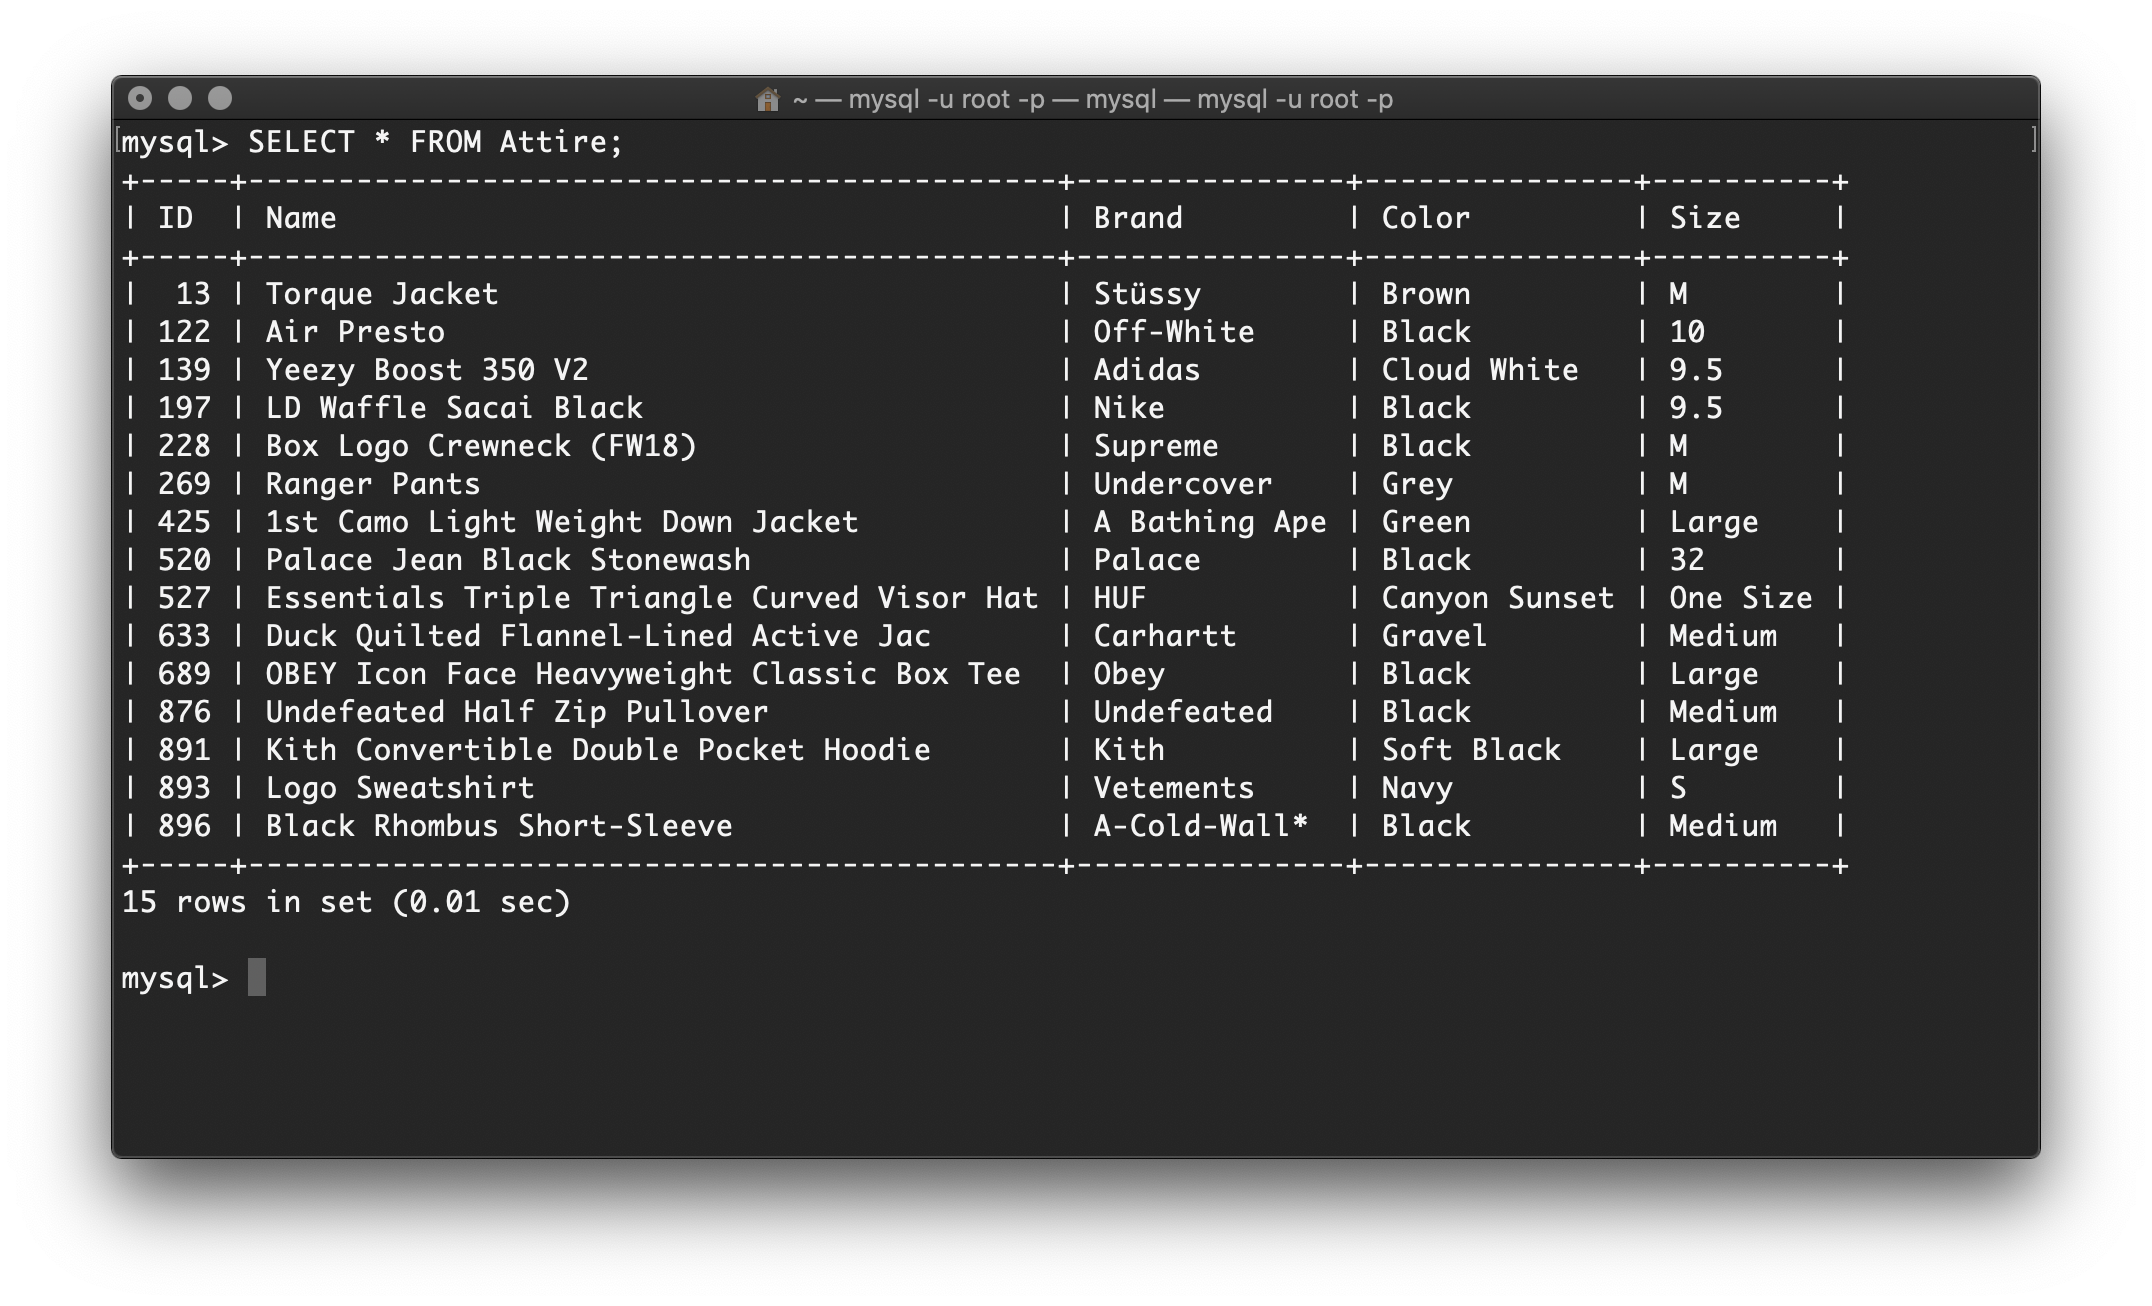 ~ — mysql -u root -p — mysql — mysql -u root -p
mysql> SELECT * FROM Attire;
+-----+---------------------------------------------+---------------+---------------+----------+
| ID  | Name                                        | Brand         | Color         | Size     |
+-----+---------------------------------------------+---------------+---------------+----------+
|  13 | Torque Jacket                               | Stüssy        | Brown         | M        |
| 122 | Air Presto                                  | Off-White     | Black         | 10       |
| 139 | Yeezy Boost 350 V2                          | Adidas        | Cloud White   | 9.5      |
| 197 | LD Waffle Sacai Black                       | Nike          | Black         | 9.5      |
| 228 | Box Logo Crewneck (FW18)                    | Supreme       | Black         | M        |
| 269 | Ranger Pants                                | Undercover    | Grey          | M        |
| 425 | 1st Camo Light Weight Down Jacket           | A Bathing Ape | Green         | Large    |
| 520 | Palace Jean Black Stonewash                 | Palace        | Black         | 32       |
| 527 | Essentials Triple Triangle Curved Visor Hat | HUF           | Canyon Sunset | One Size |
| 633 | Duck Quilted Flannel-Lined Active Jac       | Carhartt      | Gravel        | Medium   |
| 689 | OBEY Icon Face Heavyweight Classic Box Tee  | Obey          | Black         | Large    |
| 876 | Undefeated Half Zip Pullover                | Undefeated    | Black         | Medium   |
| 891 | Kith Convertible Double Pocket Hoodie       | Kith          | Soft Black    | Large    |
| 893 | Logo Sweatshirt                             | Vetements     | Navy          | S        |
| 896 | Black Rhombus Short-Sleeve                  | A-Cold-Wall*  | Black         | Medium   |
+-----+---------------------------------------------+---------------+---------------+----------+
15 rows in set (0.01 sec)
mysql>